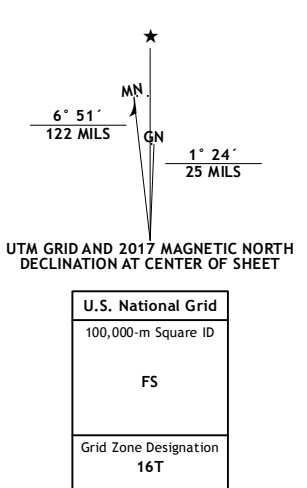 ★
MN
6° 51´
122 MILS
GN
1° 24´
25 MILS
UTM GRID AND 2017 MAGNETIC NORTH
DECLINATION AT CENTER OF SHEET
U.S. National Grid
100,000-m Square ID
FS
Grid Zone Designation
16T